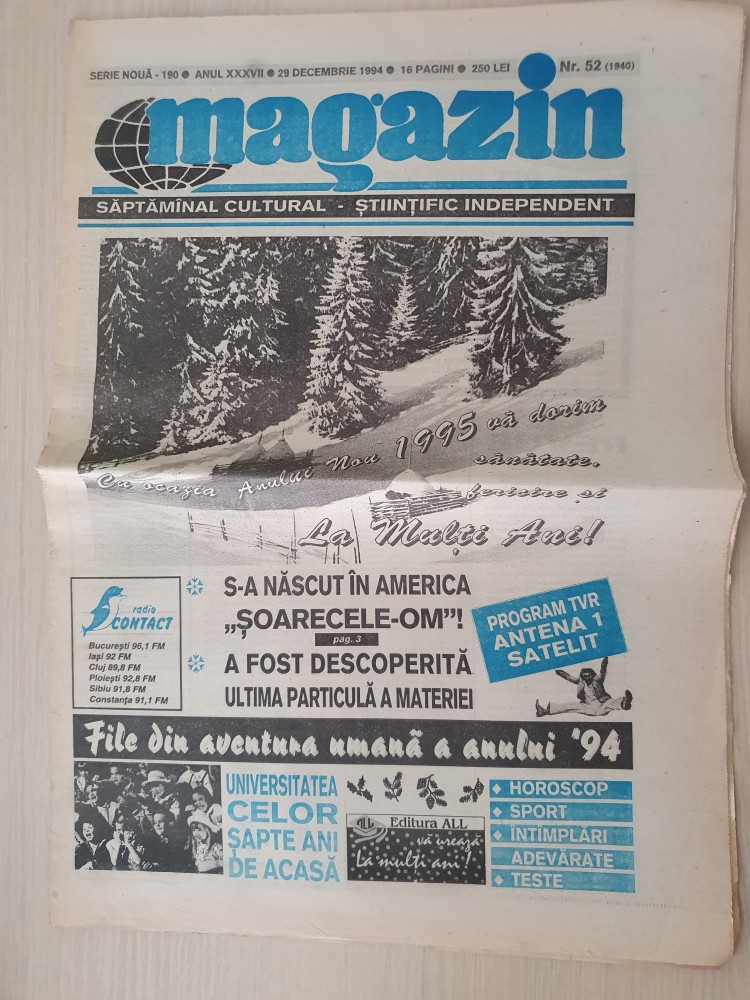 SERIE NOUĂ - 190 ● ANUL XXXVII ● 29 DECEMBRIE 1994 ● 16 PAGINI ● 250 LEI Nr. 52 (1940)
magazin
SĂPTĂMÎNAL CULTURAL - ȘTIINȚIFIC INDEPENDENT
Cu ocazia Anului Nou 1995 vă dorim
sănătate,
fericire și
La Mulți Ani!
radio
CONTACT
București 96,1 FM
Iași 92 FM
Cluj 89,8 FM
Ploiești 92,8 FM
Sibiu 91,8 FM
Constanța 91,1 FM
S-A NĂSCUT ÎN AMERICA
„ȘOARECELE-OM”!
pag. 3
A FOST DESCOPERITĂ
ULTIMA PARTICULĂ A MATERIEI
PROGRAM TVR
ANTENA 1
SATELIT
File din aventura umană a anului '94
UNIVERSITATEA
CELOR
ȘAPTE ANI
DE ACASĂ
ALL
Editura ALL
vă urează
La mulți ani!
◆ HOROSCOP
◆ SPORT
◆ ÎNTÎMPLĂRI
ADEVĂRATE
◆ TESTE